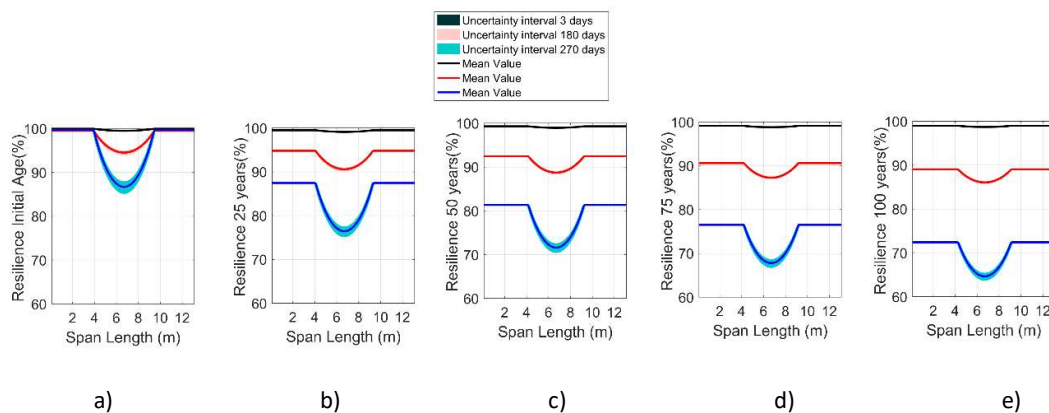 Uncertainty interval 3 days
Uncertainty interval 180 days
Uncertainty interval 270 days
Mean Value
Mean Value
Mean Value
Resilience Initial Age(%)
100
90
80
70
60
2 4 6 8 10 12
Span Length (m)
a)
Resilience 25 years(%)
100
90
80
70
60
2 4 6 8 10 12
Span Length (m)
b)
Resilience 50 years(%)
100
90
80
70
60
2 4 6 8 10 12
Span Length (m)
c)
Resilience 75 years(%)
100
90
80
70
60
2 4 6 8 10 12
Span Length (m)
d)
Resilience 100 years(%)
100
90
80
70
60
2 4 6 8 10 12
Span Length (m)
e)